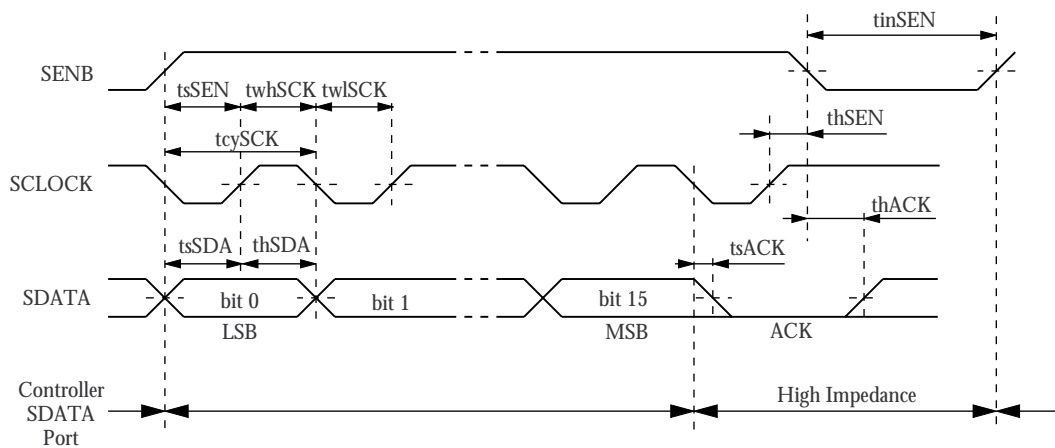 tinSEN
SENB
tsSEN twhSCK twlSCK
thSEN
tcySCK
SCLOCK
thACK
tsSDA thSDA
tsACK
SDATA
bit 0
bit 1
bit 15
LSB
MSB
ACK
Controller
SDATA
Port
High Impedance